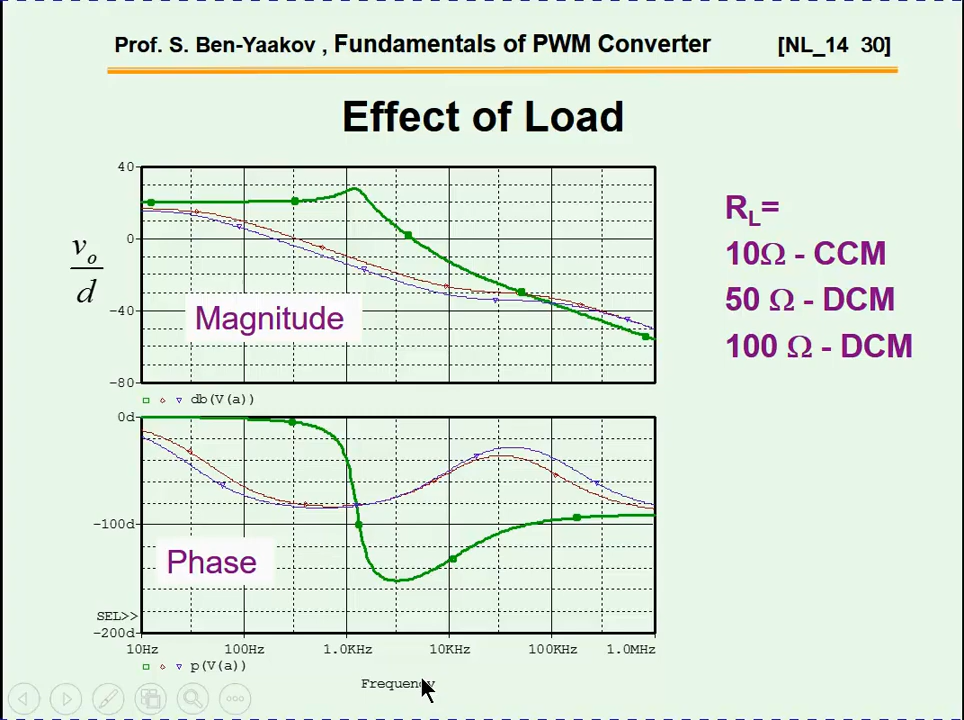 Prof. S. Ben-Yaakov , Fundamentals of PWM Converter [NL_14 30]
Effect of Load
40
0
-40
-80
v_o
d
Magnitude
db(V(a))
R_L=
10Ω - CCM
50 Ω - DCM
100 Ω - DCM
0d
-100d
SEL>>
-200d
Phase
10Hz 100Hz 1.0KHz 10KHz 100KHz 1.0MHz
p(V(a))
Frequency